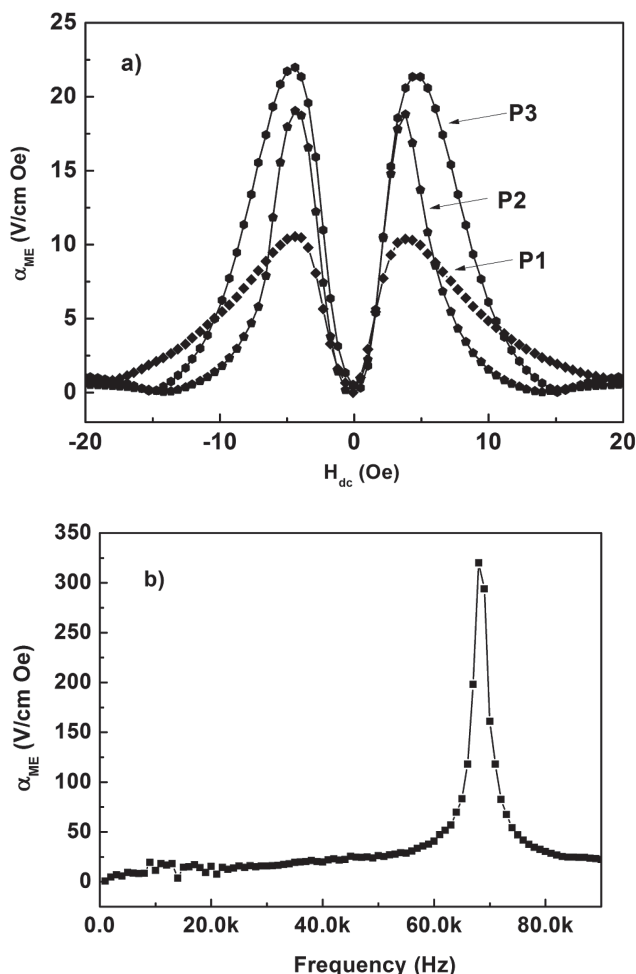 a)
25
20
15
10
5
0
α_ME (V/cm Oe)
P3
P2
P1
-20 -10 0 10 20
H_dc (Oe)
b)
350
300
250
200
150
100
50
0
α_ME (V/cm Oe)
0.0 20.0k 40.0k 60.0k 80.0k
Frequency (Hz)